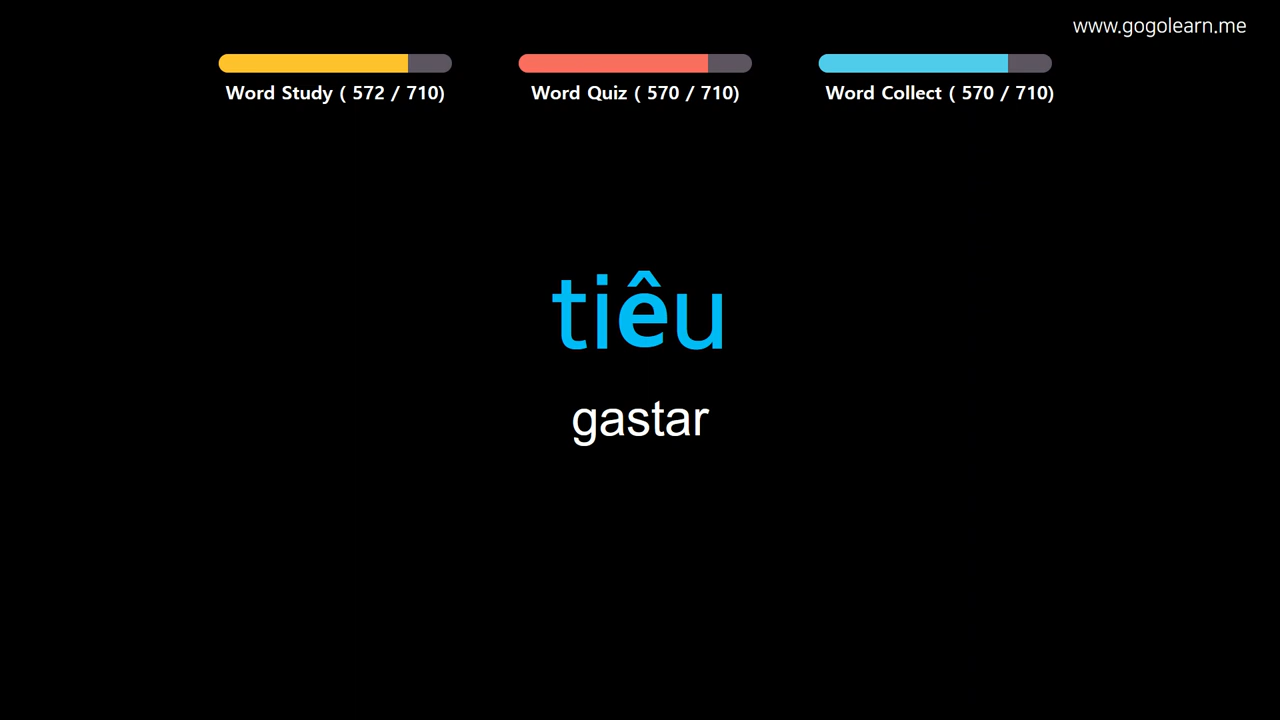 www.gogolearn.me
Word Study ( 572 / 710)
Word Quiz ( 570 / 710)
Word Collect ( 570 / 710)
tiêu
gastar